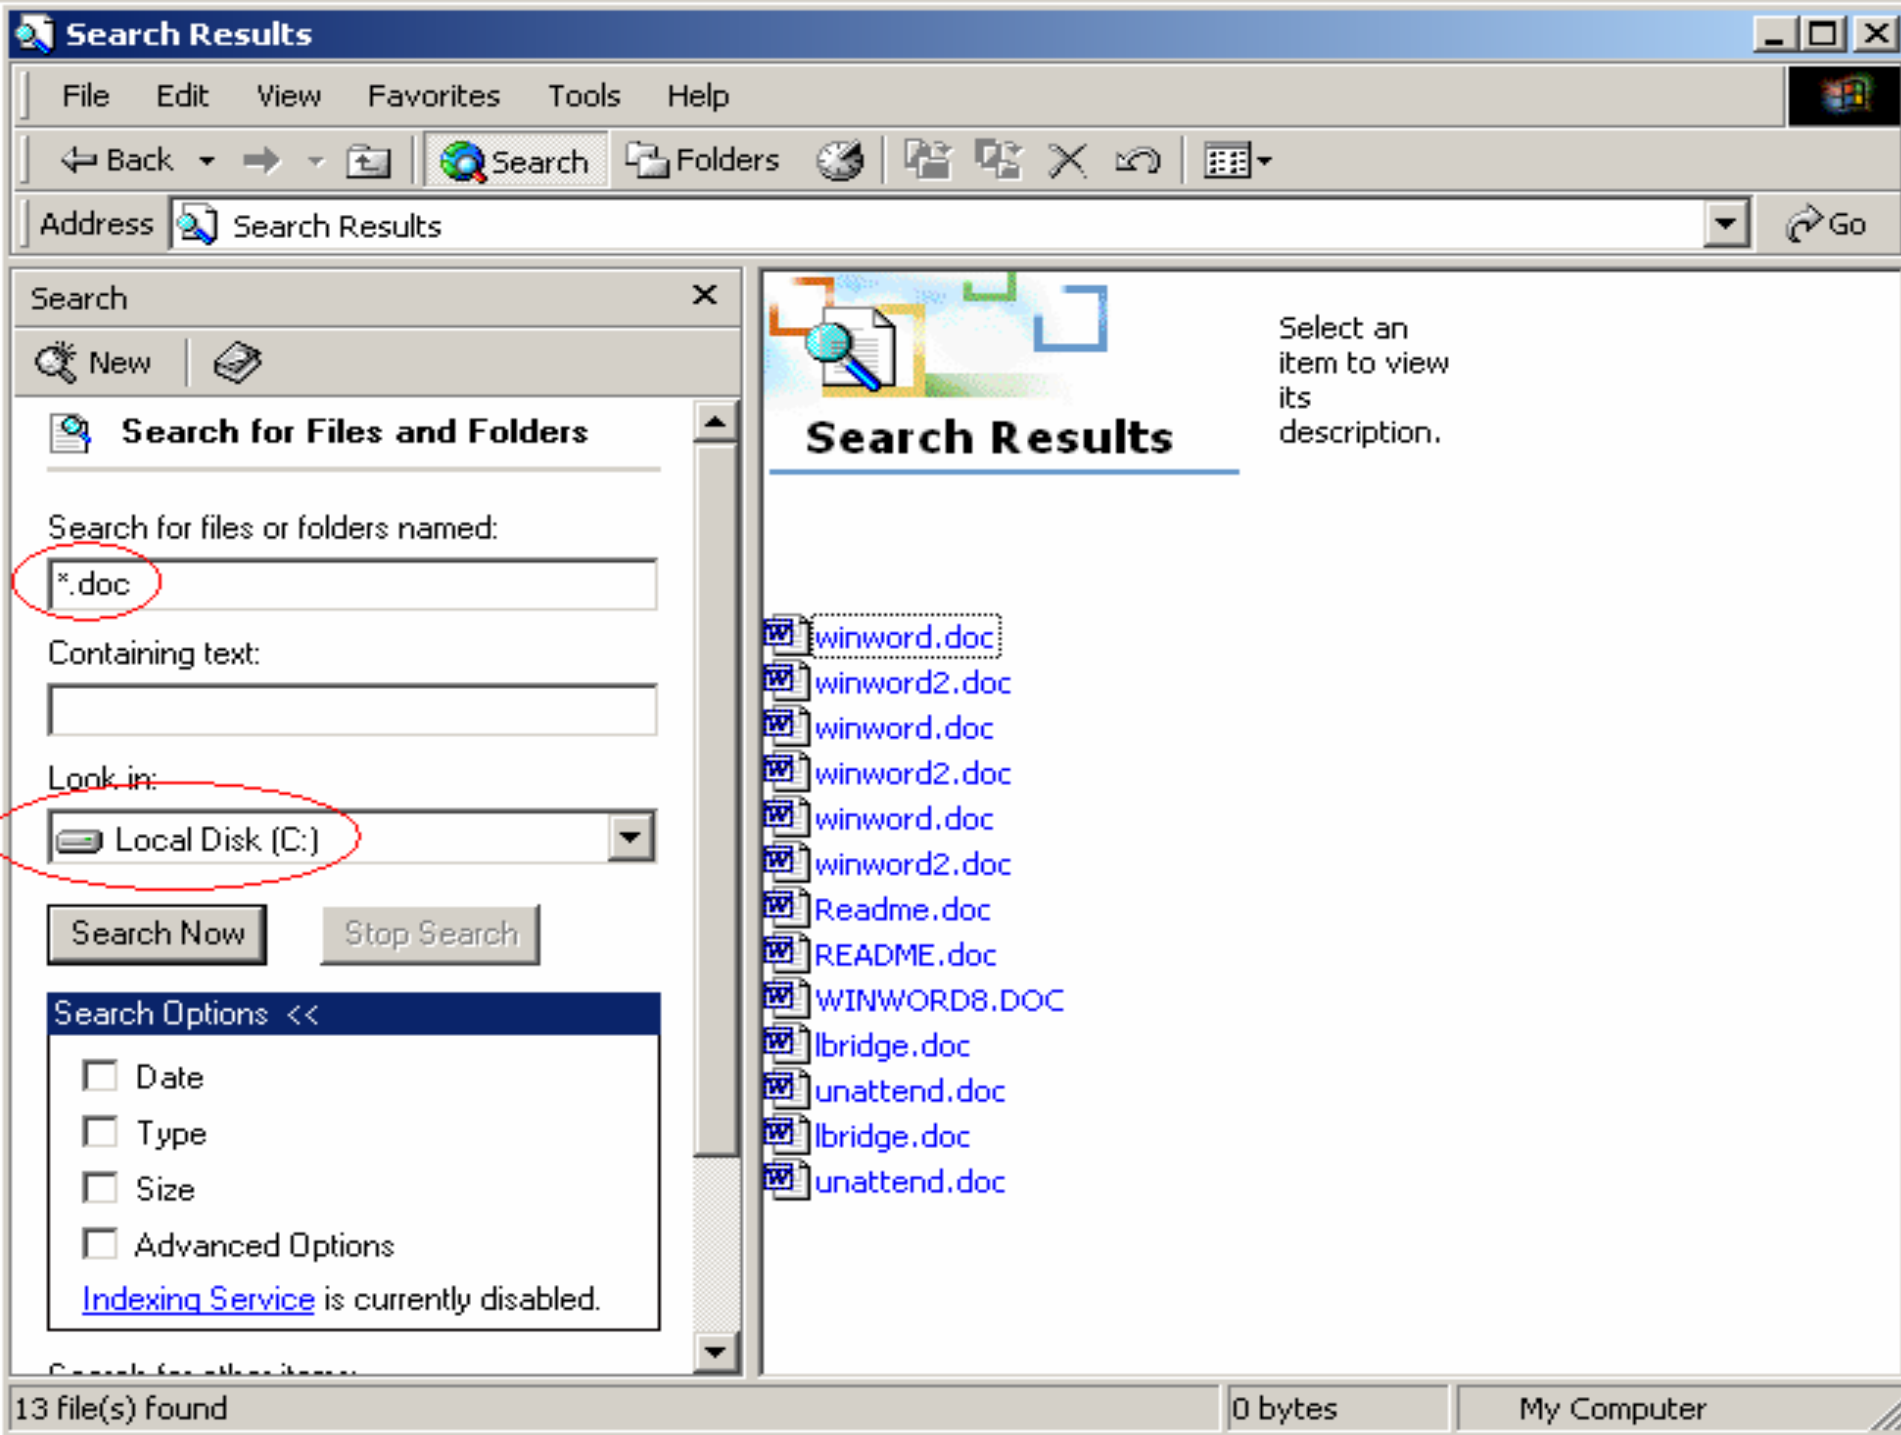 Search Results
File Edit View Favorites Tools Help
Back Search Folders
Address Search Results Go
Search
New
Search for Files and Folders
Search for files or folders named:
*.doc
Containing text:
Look in:
Local Disk (C:)
Search Now Stop Search
Search Options <<
Date
Type
Size
Advanced Options
Indexing Service is currently disabled.
Search Results
Select an
item to view
its
description.
winword.doc
winword2.doc
winword.doc
winword2.doc
winword.doc
winword2.doc
Readme.doc
README.doc
WINWORD8.DOC
lbridge.doc
unattend.doc
lbridge.doc
unattend.doc
13 file(s) found 0 bytes My Computer